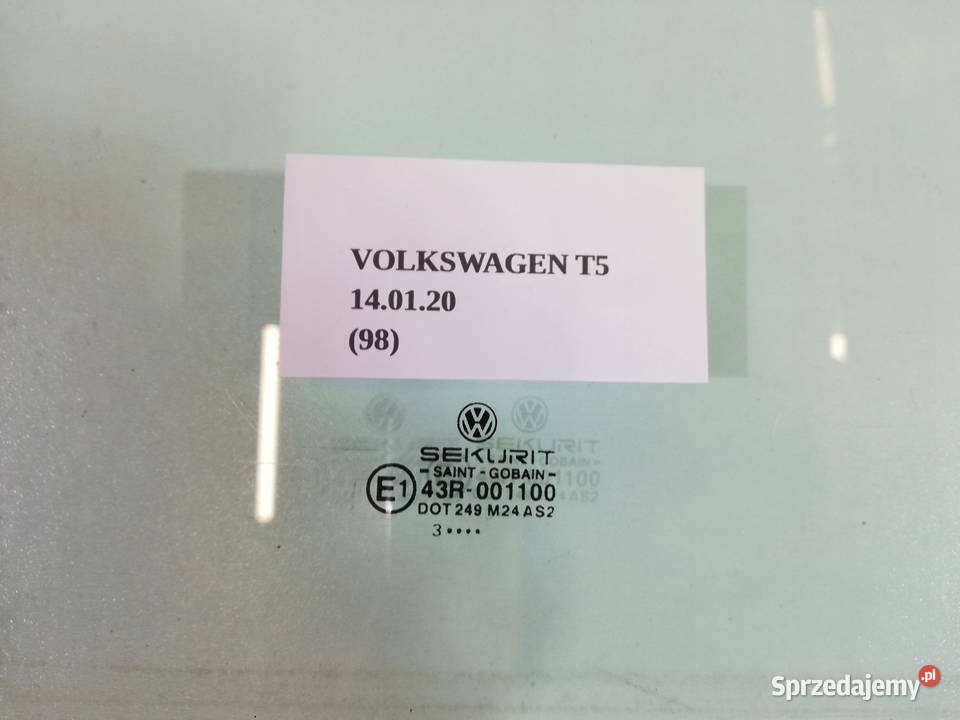 VOLKSWAGEN T5
14.01.20
(98)
SEKURIT
- SAINT - GOBAIN -
E1 43R-001100
DOT 249 M24 AS2
3 ••••
Sprzedajemy.pl